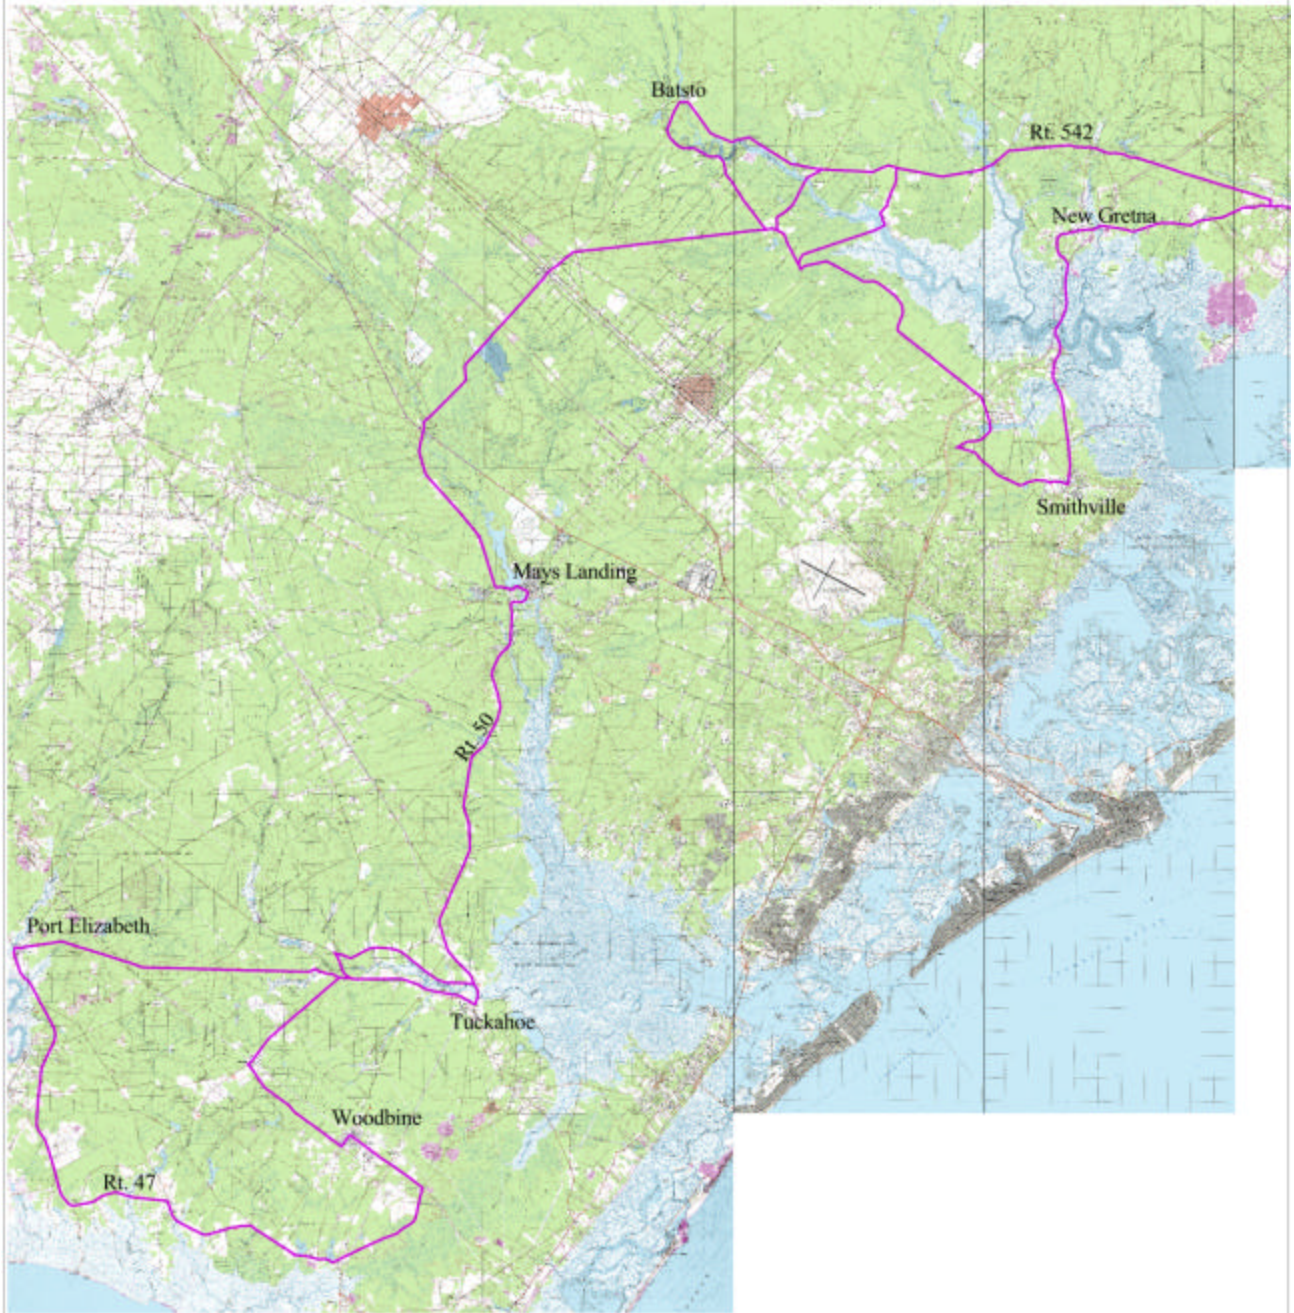 Batsto
Rt. 542
New Gretna
Smithville
Mays Landing
Rt. 50
Port Elizabeth
Tuckahoe
Woodbine
Rt. 47